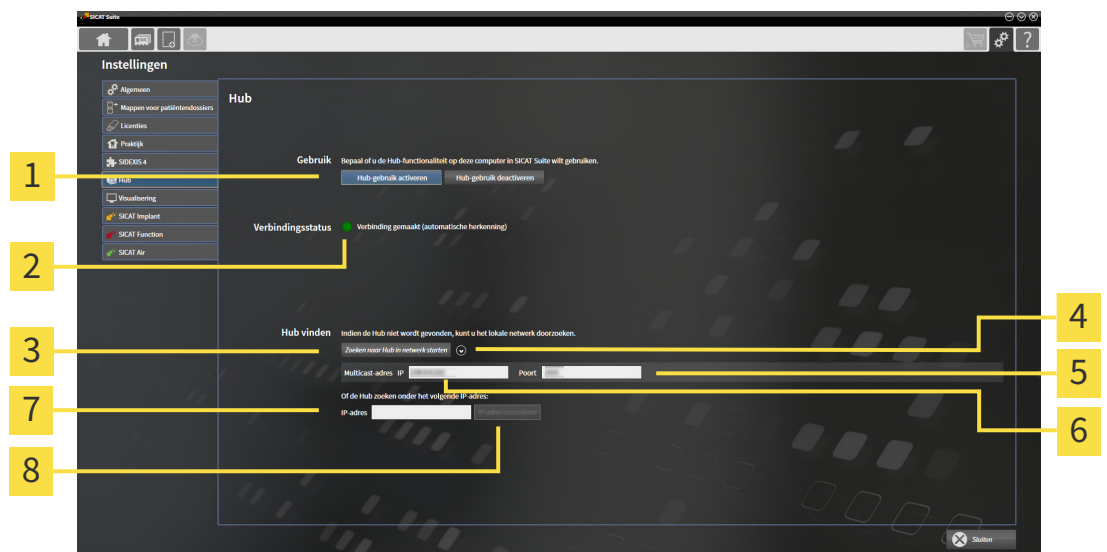 SICAT Suite
?
Instellingen
Algemeen
Mappen voor patiëntendossiers
Licenties
Praktijk
SIDEXIS 4
Hub
Visualisering
SICAT Implant
SICAT Function
SICAT Air
Hub
Gebruik Bepaal of u de Hub-functionaliteit op deze computer in SICAT Suite wilt gebruiken.
Hub-gebruik activeren Hub-gebruik deactiveren
Verbindingsstatus Verbinding gemaakt (automatische herkenning)
Hub vinden Indien de Hub niet wordt gevonden, kunt u het lokale netwerk doorzoeken.
Zoeken naar Hub in netwerk starten
Multicast-adres IP Poort
Of de Hub zoeken onder het volgende IP-adres:
IP-adres
Sluiten
1
2
3
4
5
6
7
8